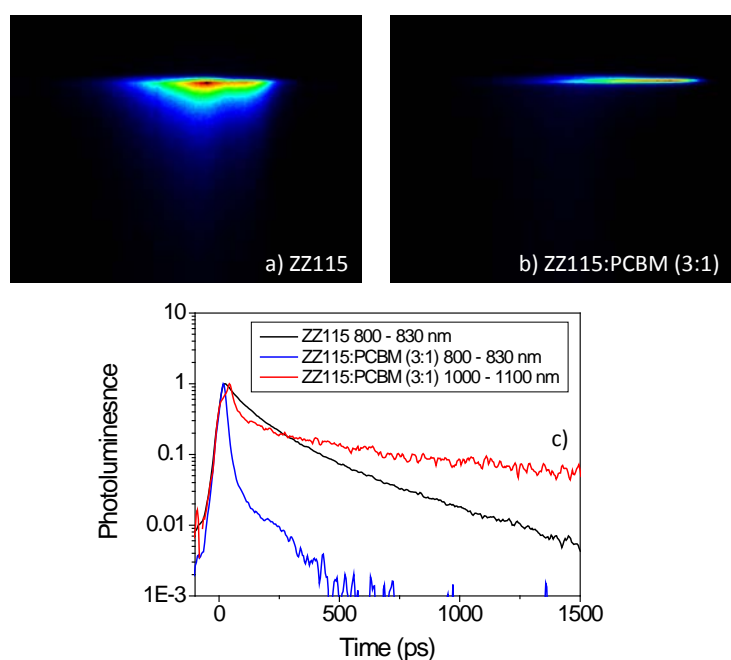 a) ZZ115
b) ZZ115:PCBM (3:1)
10
1
0.1
0.01
1E-3
Photoluminesnce
ZZ115 800 - 830 nm
ZZ115:PCBM (3:1) 800 - 830 nm
ZZ115:PCBM (3:1) 1000 - 1100 nm
c)
0 500 1000 1500
Time (ps)